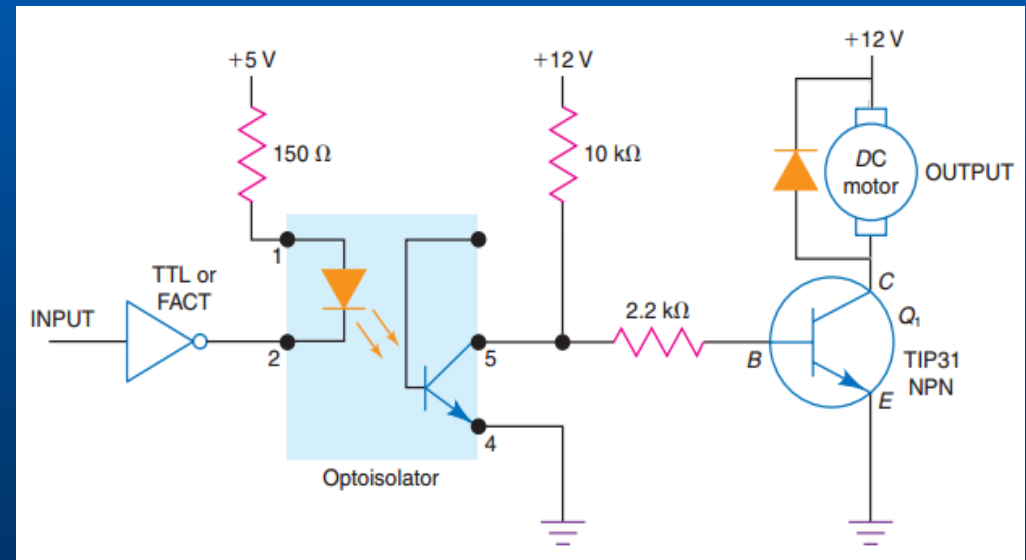 +5 V
+12 V
+12 V
150 Ω
10 kΩ
DC
motor
OUTPUT
1
TTL or
FACT
INPUT
2
5
2.2 kΩ
B
C
Q₁
TIP31
NPN
E
4
Optoisolator